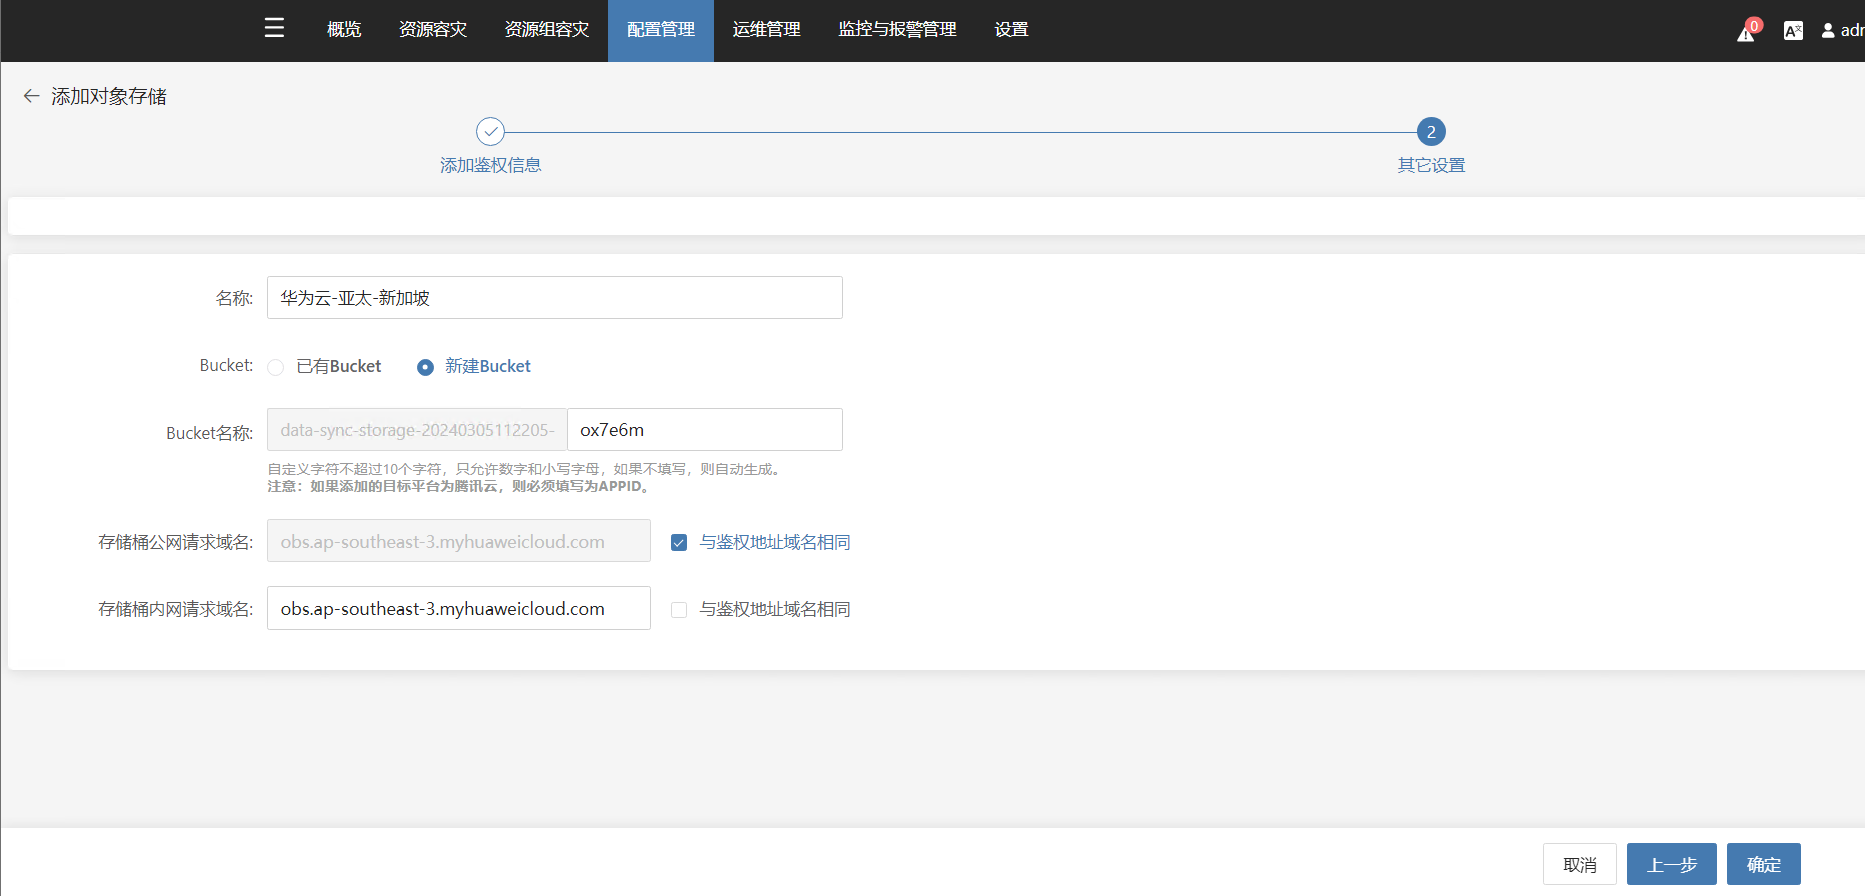 概览 资源容灾 资源组容灾 配置管理 运维管理 监控与报警管理 设置 0 adm
添加对象存储
2
添加鉴权信息 其它设置
名称: 华为云-亚太-新加坡
Bucket: 已有Bucket 新建Bucket
Bucket名称: data-sync-storage-20240305112205- ox7e6m
自定义字符不超过10个字符，只允许数字和小写字母，如果不填写，则自动生成。
注意：如果添加的目标平台为腾讯云，则必须填写为APPID。
存储桶公网请求域名: obs.ap-southeast-3.myhuaweicloud.com 与鉴权地址域名相同
存储桶内网请求域名: obs.ap-southeast-3.myhuaweicloud.com 与鉴权地址域名相同
取消 上一步 确定